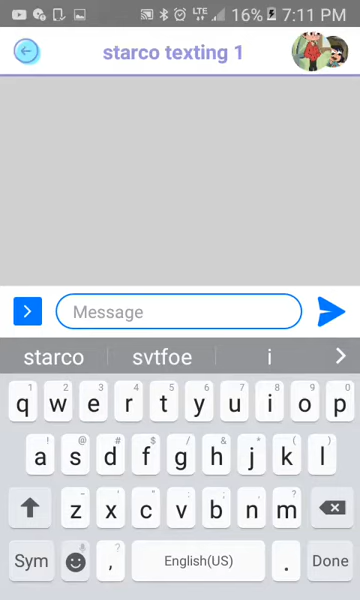 LTE 16% 7:11 PM
starco texting 1
Message
starco svtfoe i
1 2 3 4 5 6 7 8 9 0
q w e r t y u i o p
! @ # $ / & * ( )
a s d f g h j k l
- ' " : ; , ?
z x c v b n m
Sym , ? English(US) . Done